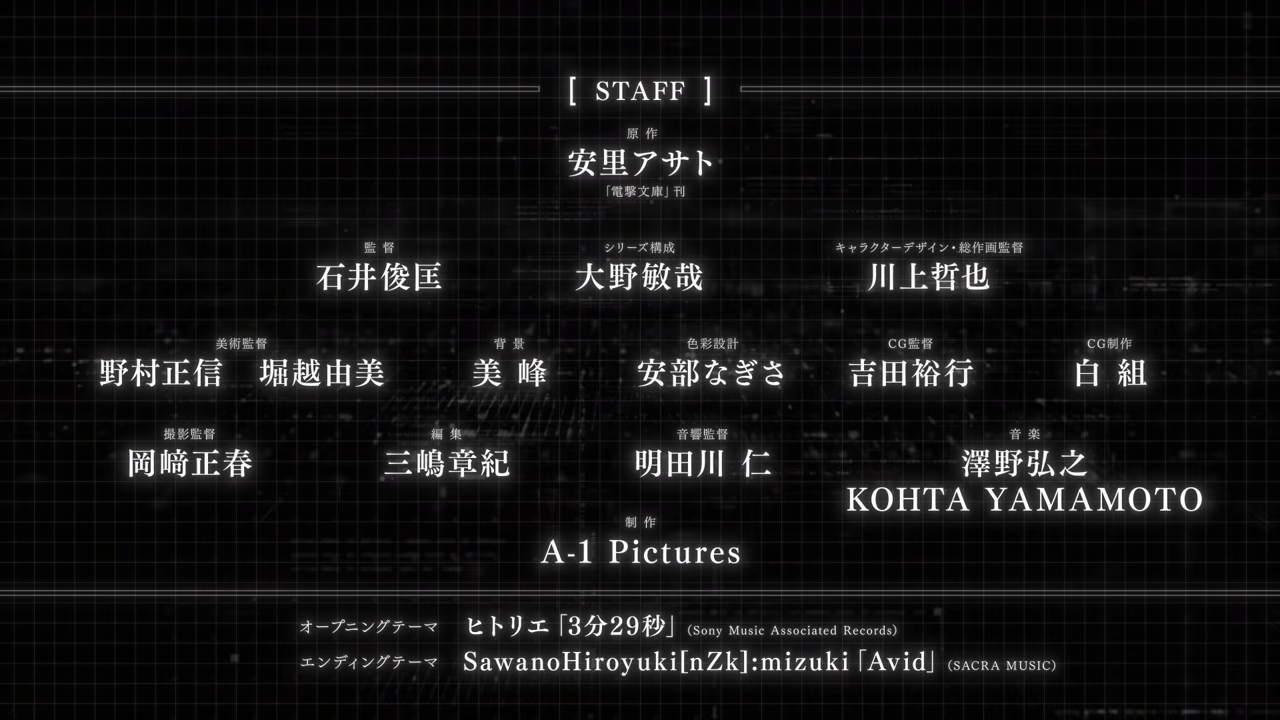 [ STAFF ]
原作
安里アサト
「電撃文庫」刊
監督 シリーズ構成 キャラクターデザイン・総作画監督
石井俊匡 大野敏哉 川上哲也
美術監督 背景 色彩設計 CG監督 CG制作
野村正信 堀越由美 美峰 安部なぎさ 吉田裕行 白組
撮影監督 編集 音響監督 音楽
岡﨑正春 三嶋章紀 明田川 仁 澤野弘之
KOHTA YAMAMOTO
制作
A-1 Pictures
オープニングテーマ ヒトリエ「3分29秒」(Sony Music Associated Records)
エンディングテーマ SawanoHiroyuki[nZk]:mizuki「Avid」(SACRA MUSIC)